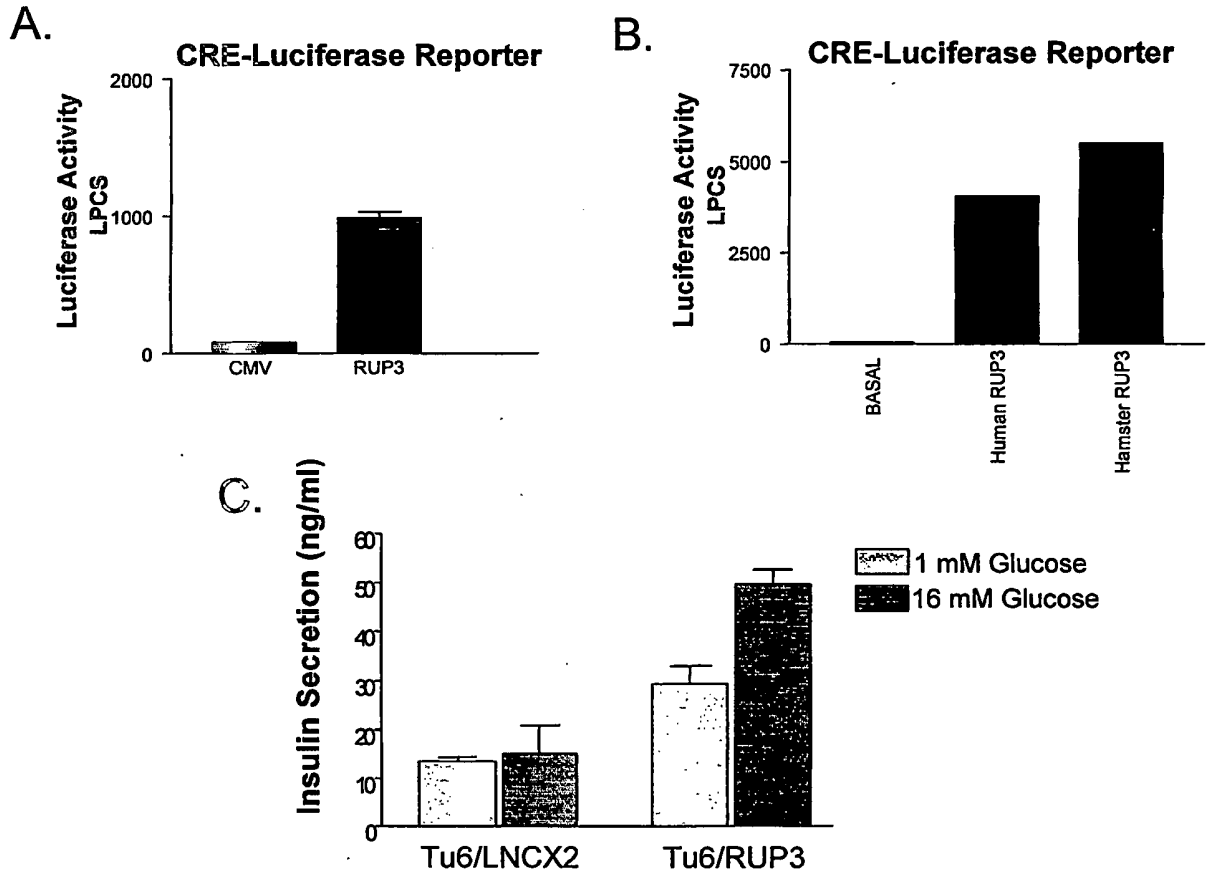 A.
CRE-Luciferase Reporter
2000
1000
0
Luciferase Activity
LPCS
CMV
RUP3
B.
CRE-Luciferase Reporter
7500
5000
2500
0
Luciferase Activity
LPCS
BASAL
Human RUP3
Hamster RUP3
C.
Insulin Secretion (ng/ml)
60
50
40
30
20
10
0
1 mM Glucose
16 mM Glucose
Tu6/LNCX2
Tu6/RUP3